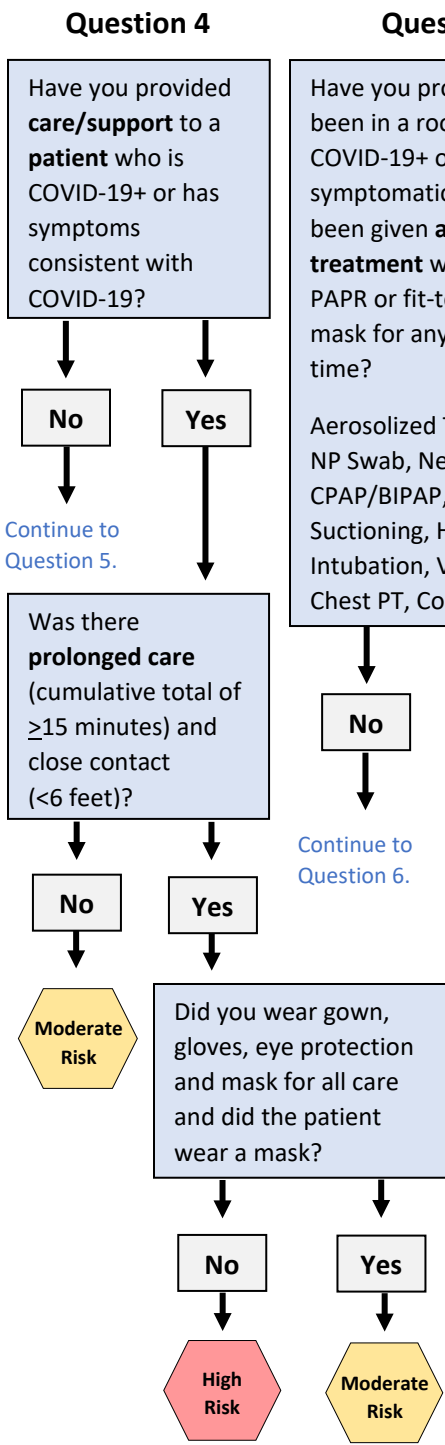 Question 4
Have you provided
care/support to a
patient who is
COVID-19+ or has
symptoms
consistent with
COVID-19?
No
Yes
Continue to
Question 5.
Was there
prolonged care
(cumulative total of
>15 minutes) and
close contact
(<6 feet)?
No
Yes
Moderate
Risk
Did you wear gown,
gloves, eye protection
and mask for all care
and did the patient
wear a mask?
No
Yes
High
Risk
Moderate
Risk
Ques
Have you pro
been in a roo
COVID-19+ o
symptomatic
been given a
treatment w
PAPR or fit-te
mask for any
time?
Aerosolized T
NP Swab, Ne
CPAP/BIPAP,
Suctioning, H
Intubation, V
Chest PT, Co
No
Continue to
Question 6.